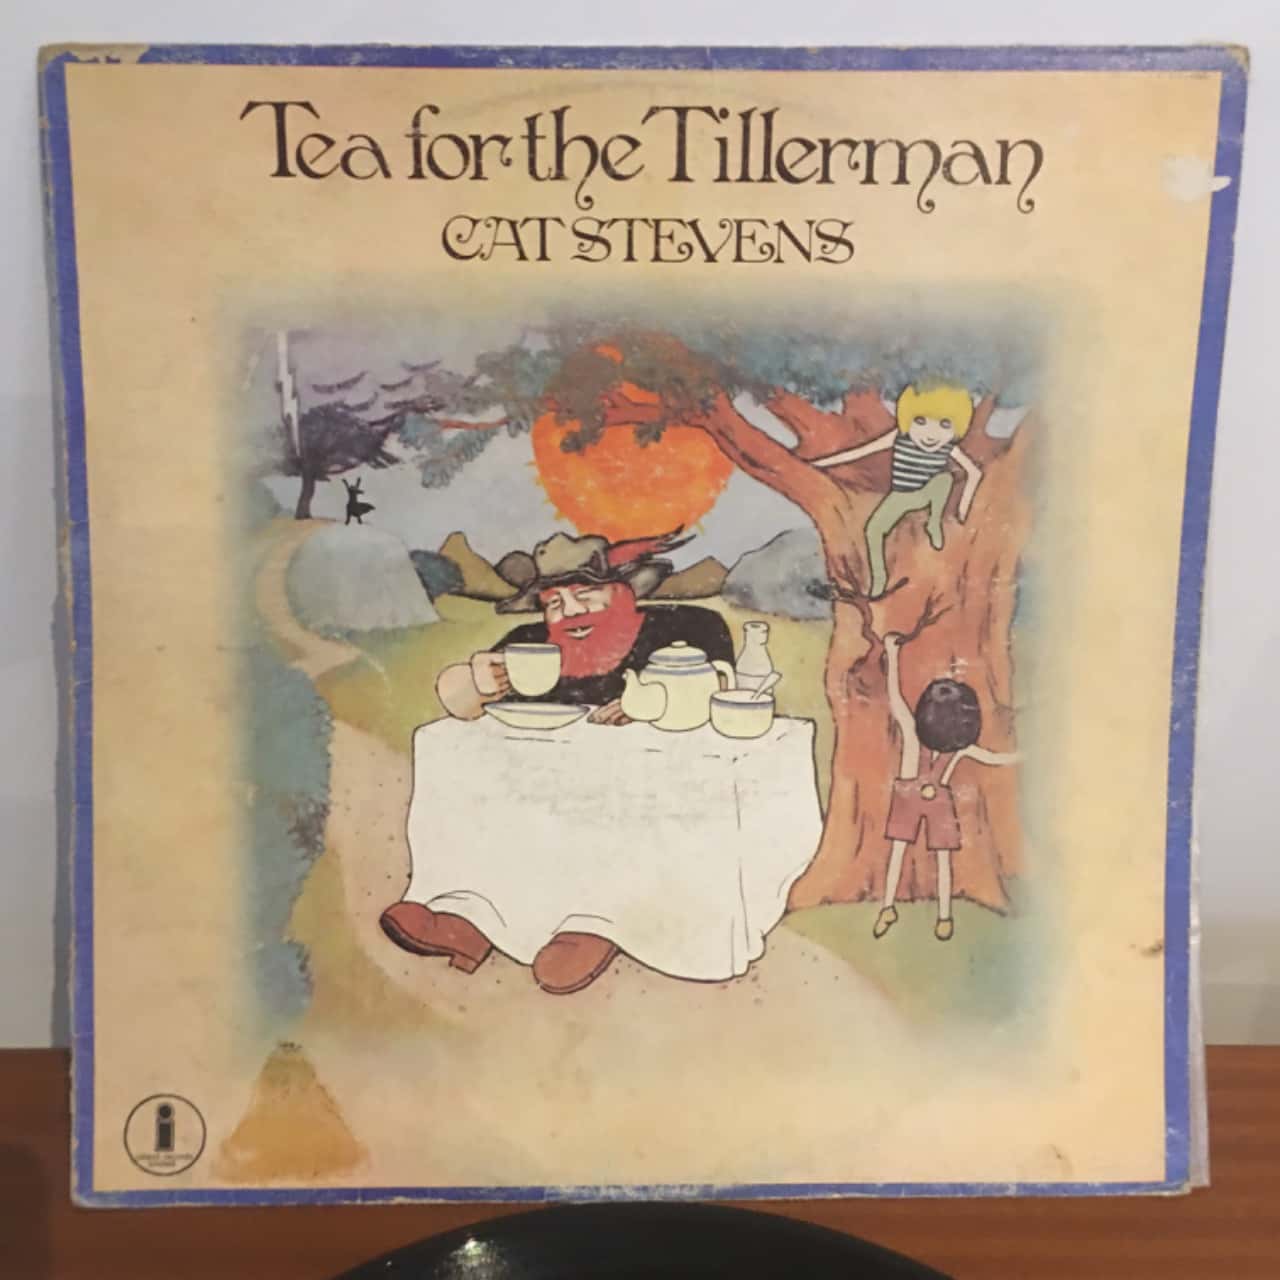 Tea for the Tillerman
CAT STEVENS
i